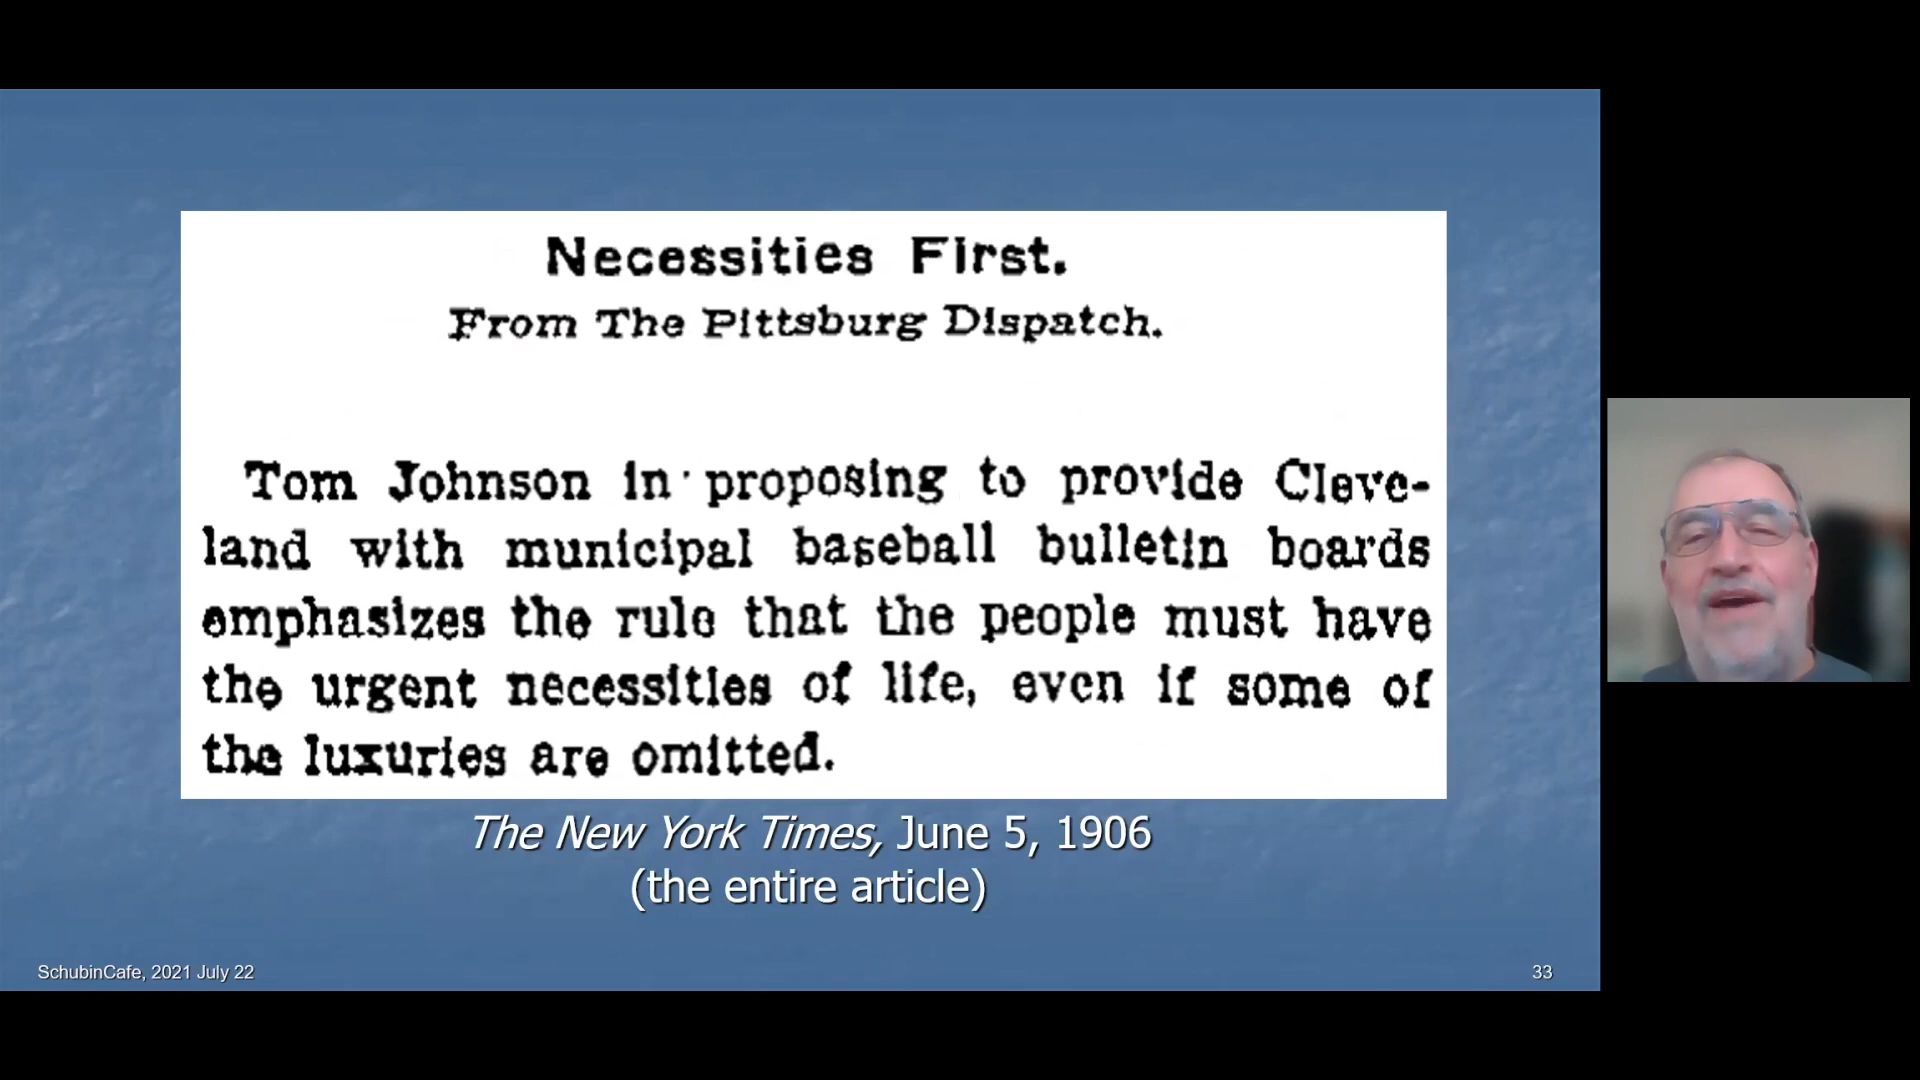 Necessities First.
From The Pittsburg Dispatch.
Tom Johnson in proposing to provide Cleve-
land with municipal baseball bulletin boards
emphasizes the rule that the people must have
the urgent necessities of life, even if some of
the luxuries are omitted.
The New York Times, June 5, 1906
(the entire article)
SchubinCafe, 2021 July 22
33